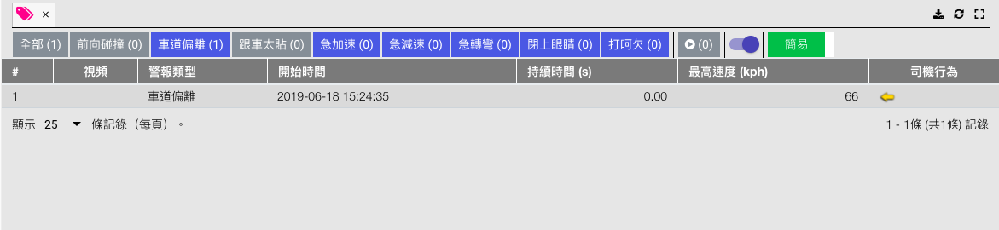 ×
全部 (1) 前向碰撞 (0) 車道偏離 (1) 跟車太貼 (0) 急加速 (0) 急減速 (0) 急轉彎 (0) 閉上眼睛 (0) 打呵欠 (0) (0) 簡易
# 視頻 警報類型 開始時間 持續時間 (s) 最高速度 (kph) 司機行為
1 車道偏離 2019-06-18 15:24:35 0.00 66
顯示 25 條記錄（每頁）。 1 - 1條 (共1條) 記錄